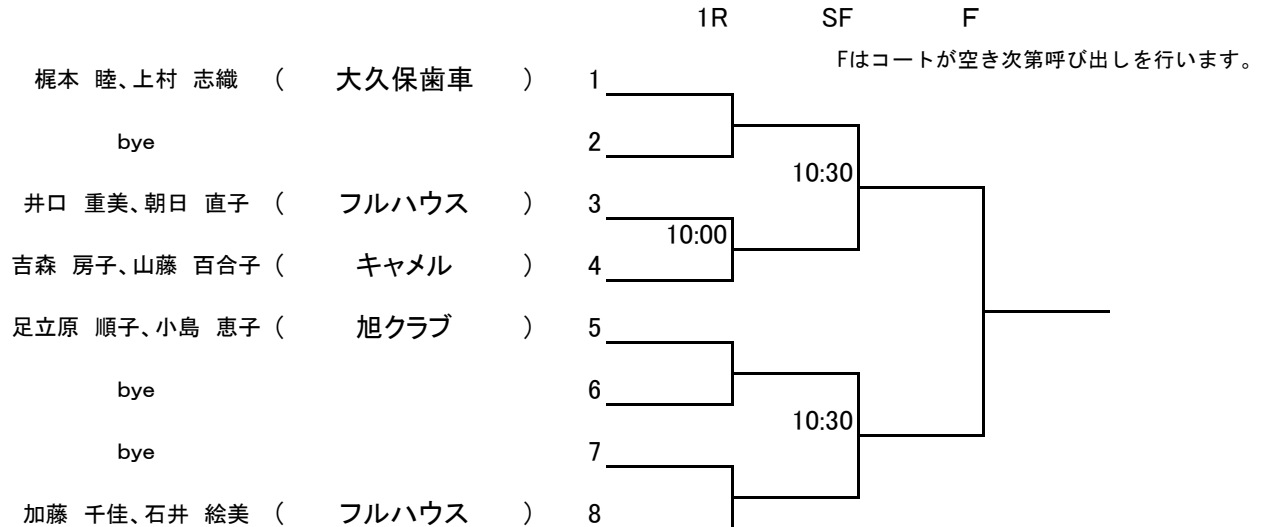 1R SF F
Fはコートが空き次第呼び出しを行います。
梶本 睦、上村 志織 ( 大久保歯車 ) 1
bye 2
10:30
井口 重美、朝日 直子 ( フルハウス ) 3
10:00
吉森 房子、山藤 百合子 ( キャメル ) 4
足立原 順子、小島 恵子 ( 旭クラブ ) 5
bye 6
10:30
bye 7
加藤 千佳、石井 絵美 ( フルハウス ) 8